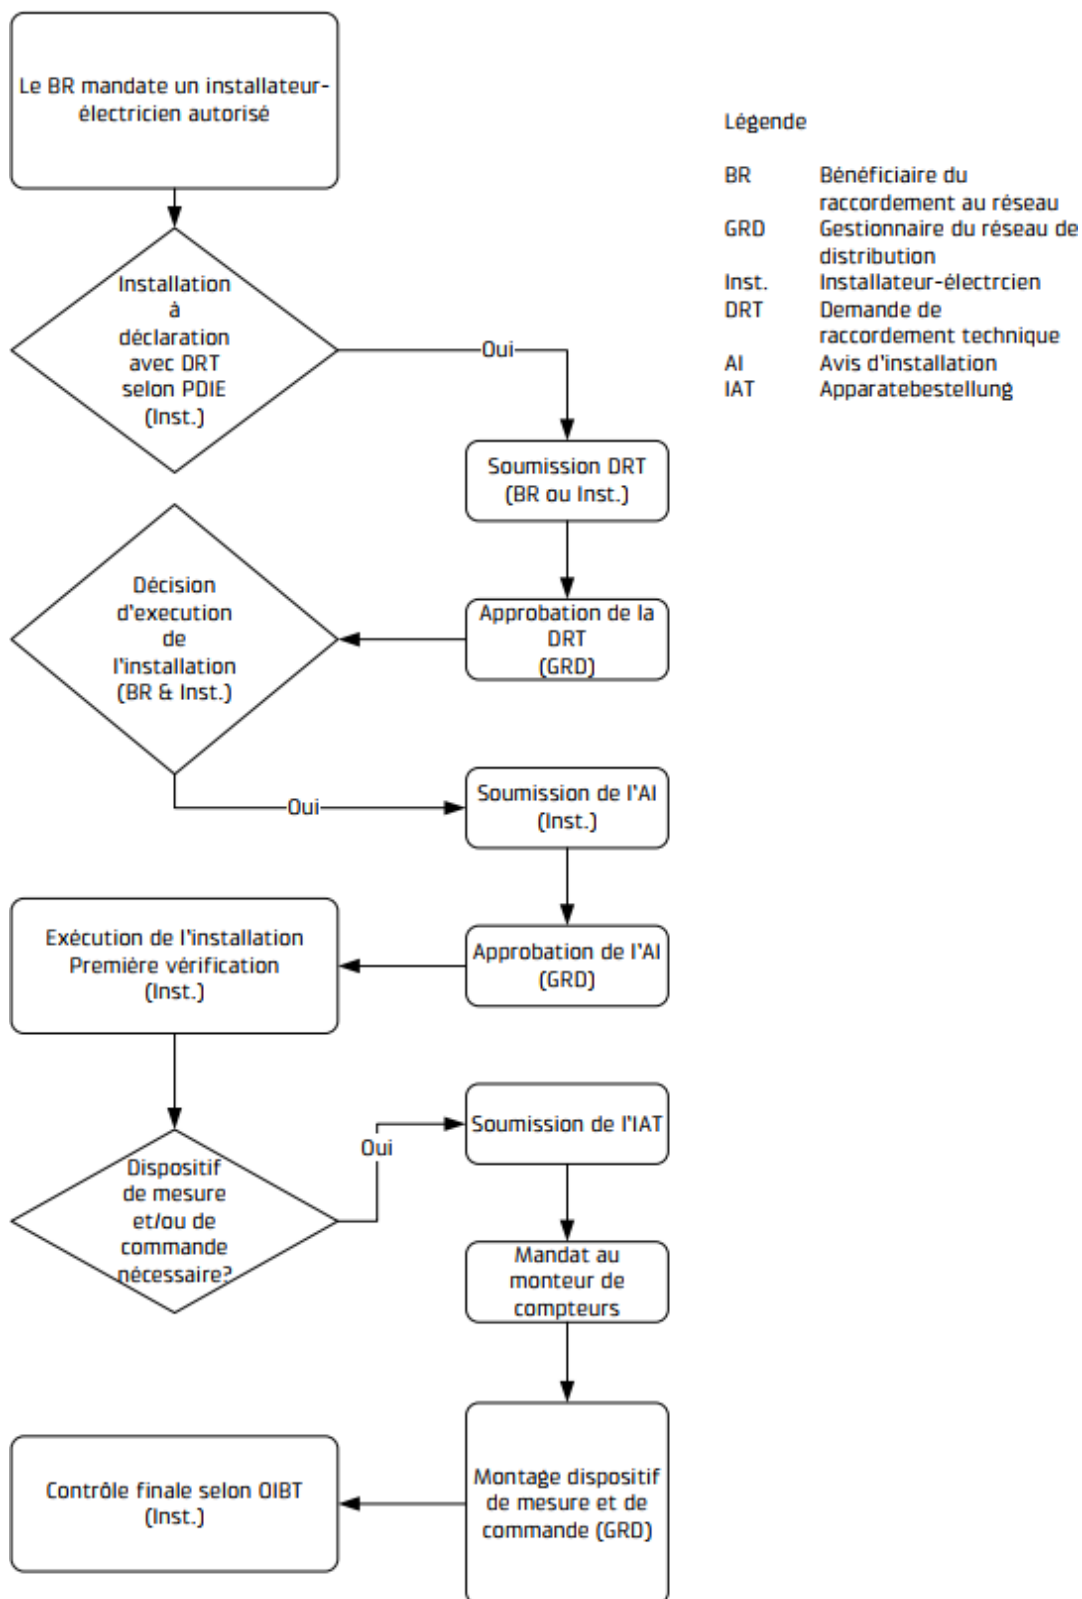 Le BR mandate un installateur-
électricien autorisé
Installation
à
déclaration
avec DRT
selon PDIE
(Inst.)
Oui
Soumission DRT
(BR ou Inst.)
Approbation de la
DRT
(GRD)
Décision
d'execution
de
l'installation
(BR & Inst.)
Oui
Soumission de l'AI
(Inst.)
Approbation de l'AI
(GRD)
Exécution de l'installation
Première vérification
(Inst.)
Dispositif
de mesure
et/ou de
commande
nécessaire?
Oui
Soumission de l'IAT
Mandat au
monteur de
compteurs
Montage dispositif
de mesure et de
commande (GRD)
Contrôle finale selon OIBT
(Inst.)
Légende
BR Bénéficiaire du
raccordement au réseau
GRD Gestionnaire du réseau de
distribution
Inst. Installateur-électrcien
DRT Demande de
raccordement technique
AI Avis d'installation
IAT Apparatebestellung